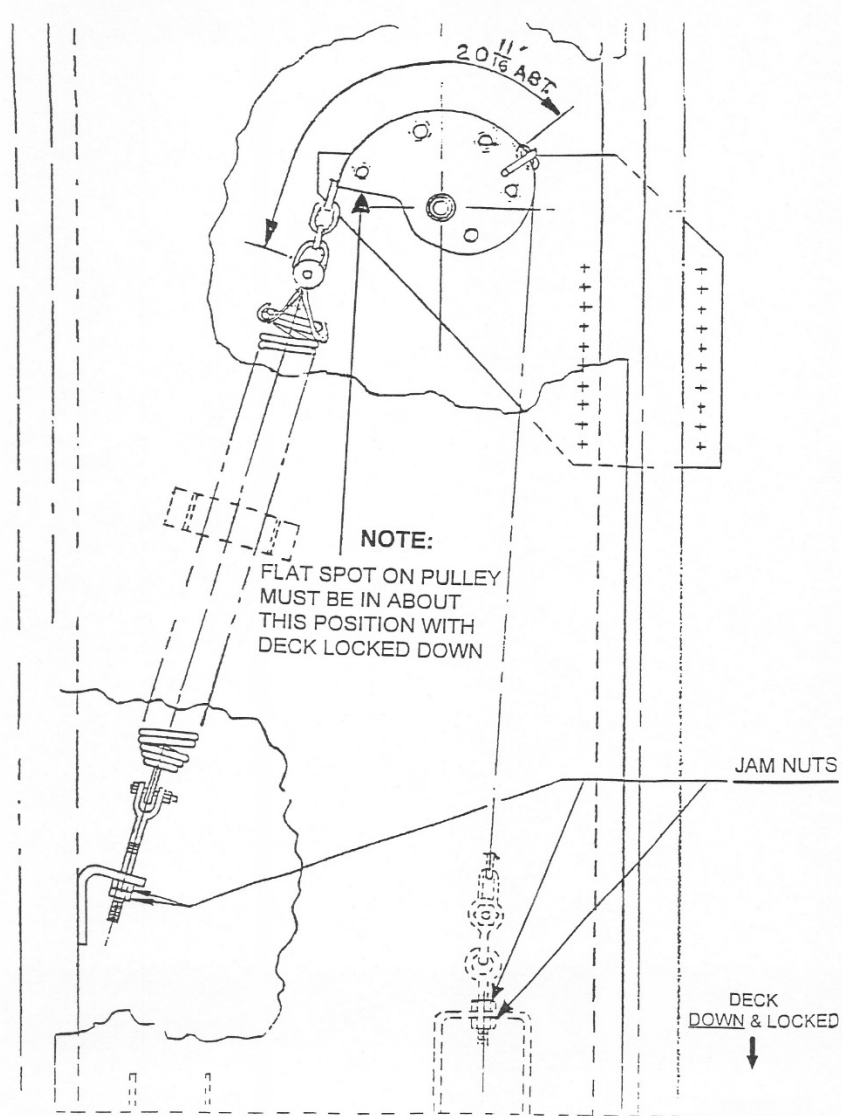 20 11/16" ABT.
NOTE:
FLAT SPOT ON PULLEY
MUST BE IN ABOUT
THIS POSITION WITH
DECK LOCKED DOWN
JAM NUTS
DECK
DOWN & LOCKED